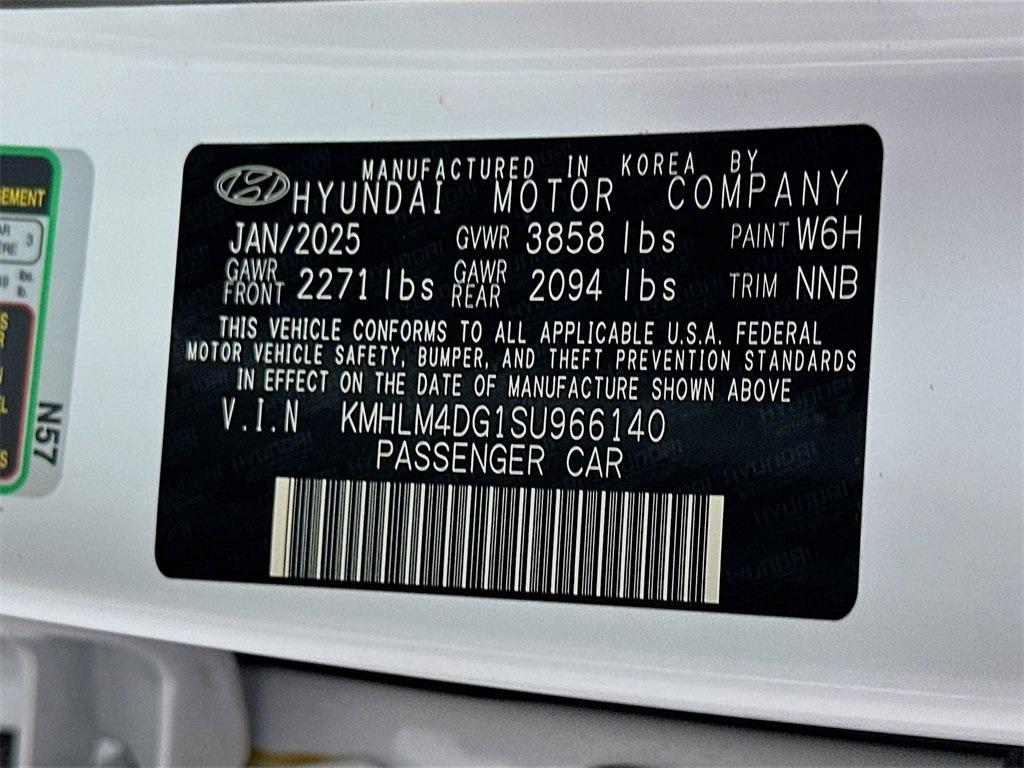 MANUFACTURED IN KOREA BY
HYUNDAI MOTOR COMPANY
JAN/2025 GVWR 3858 lbs PAINT W6H
GAWR FRONT 2271 lbs GAWR REAR 2094 lbs TRIM NNB
THIS VEHICLE CONFORMS TO ALL APPLICABLE U.S.A. FEDERAL
MOTOR VEHICLE SAFETY, BUMPER, AND THEFT PREVENTION STANDARDS
IN EFFECT ON THE DATE OF MANUFACTURE SHOWN ABOVE
V.I.N KMHLM4DG1SU966140
PASSENGER CAR
N57